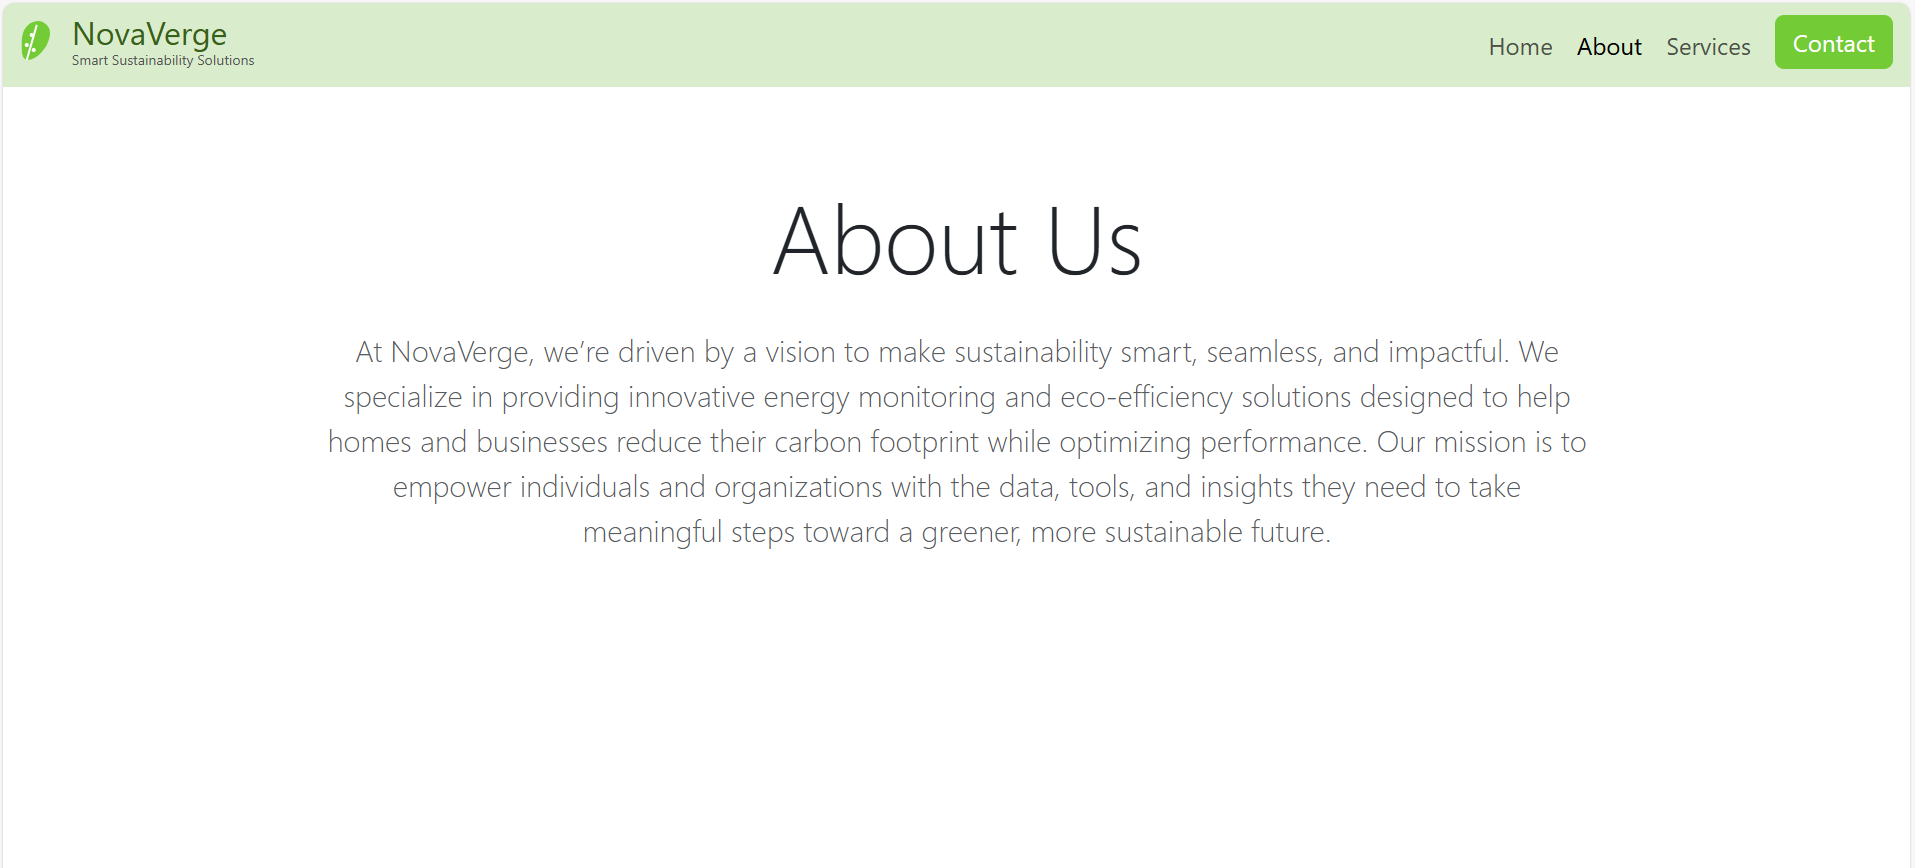 NovaVerge
Smart Sustainability Solutions
Home About Services Contact
About Us
At NovaVerge, we’re driven by a vision to make sustainability smart, seamless, and impactful. We
specialize in providing innovative energy monitoring and eco-efficiency solutions designed to help
homes and businesses reduce their carbon footprint while optimizing performance. Our mission is to
empower individuals and organizations with the data, tools, and insights they need to take
meaningful steps toward a greener, more sustainable future.